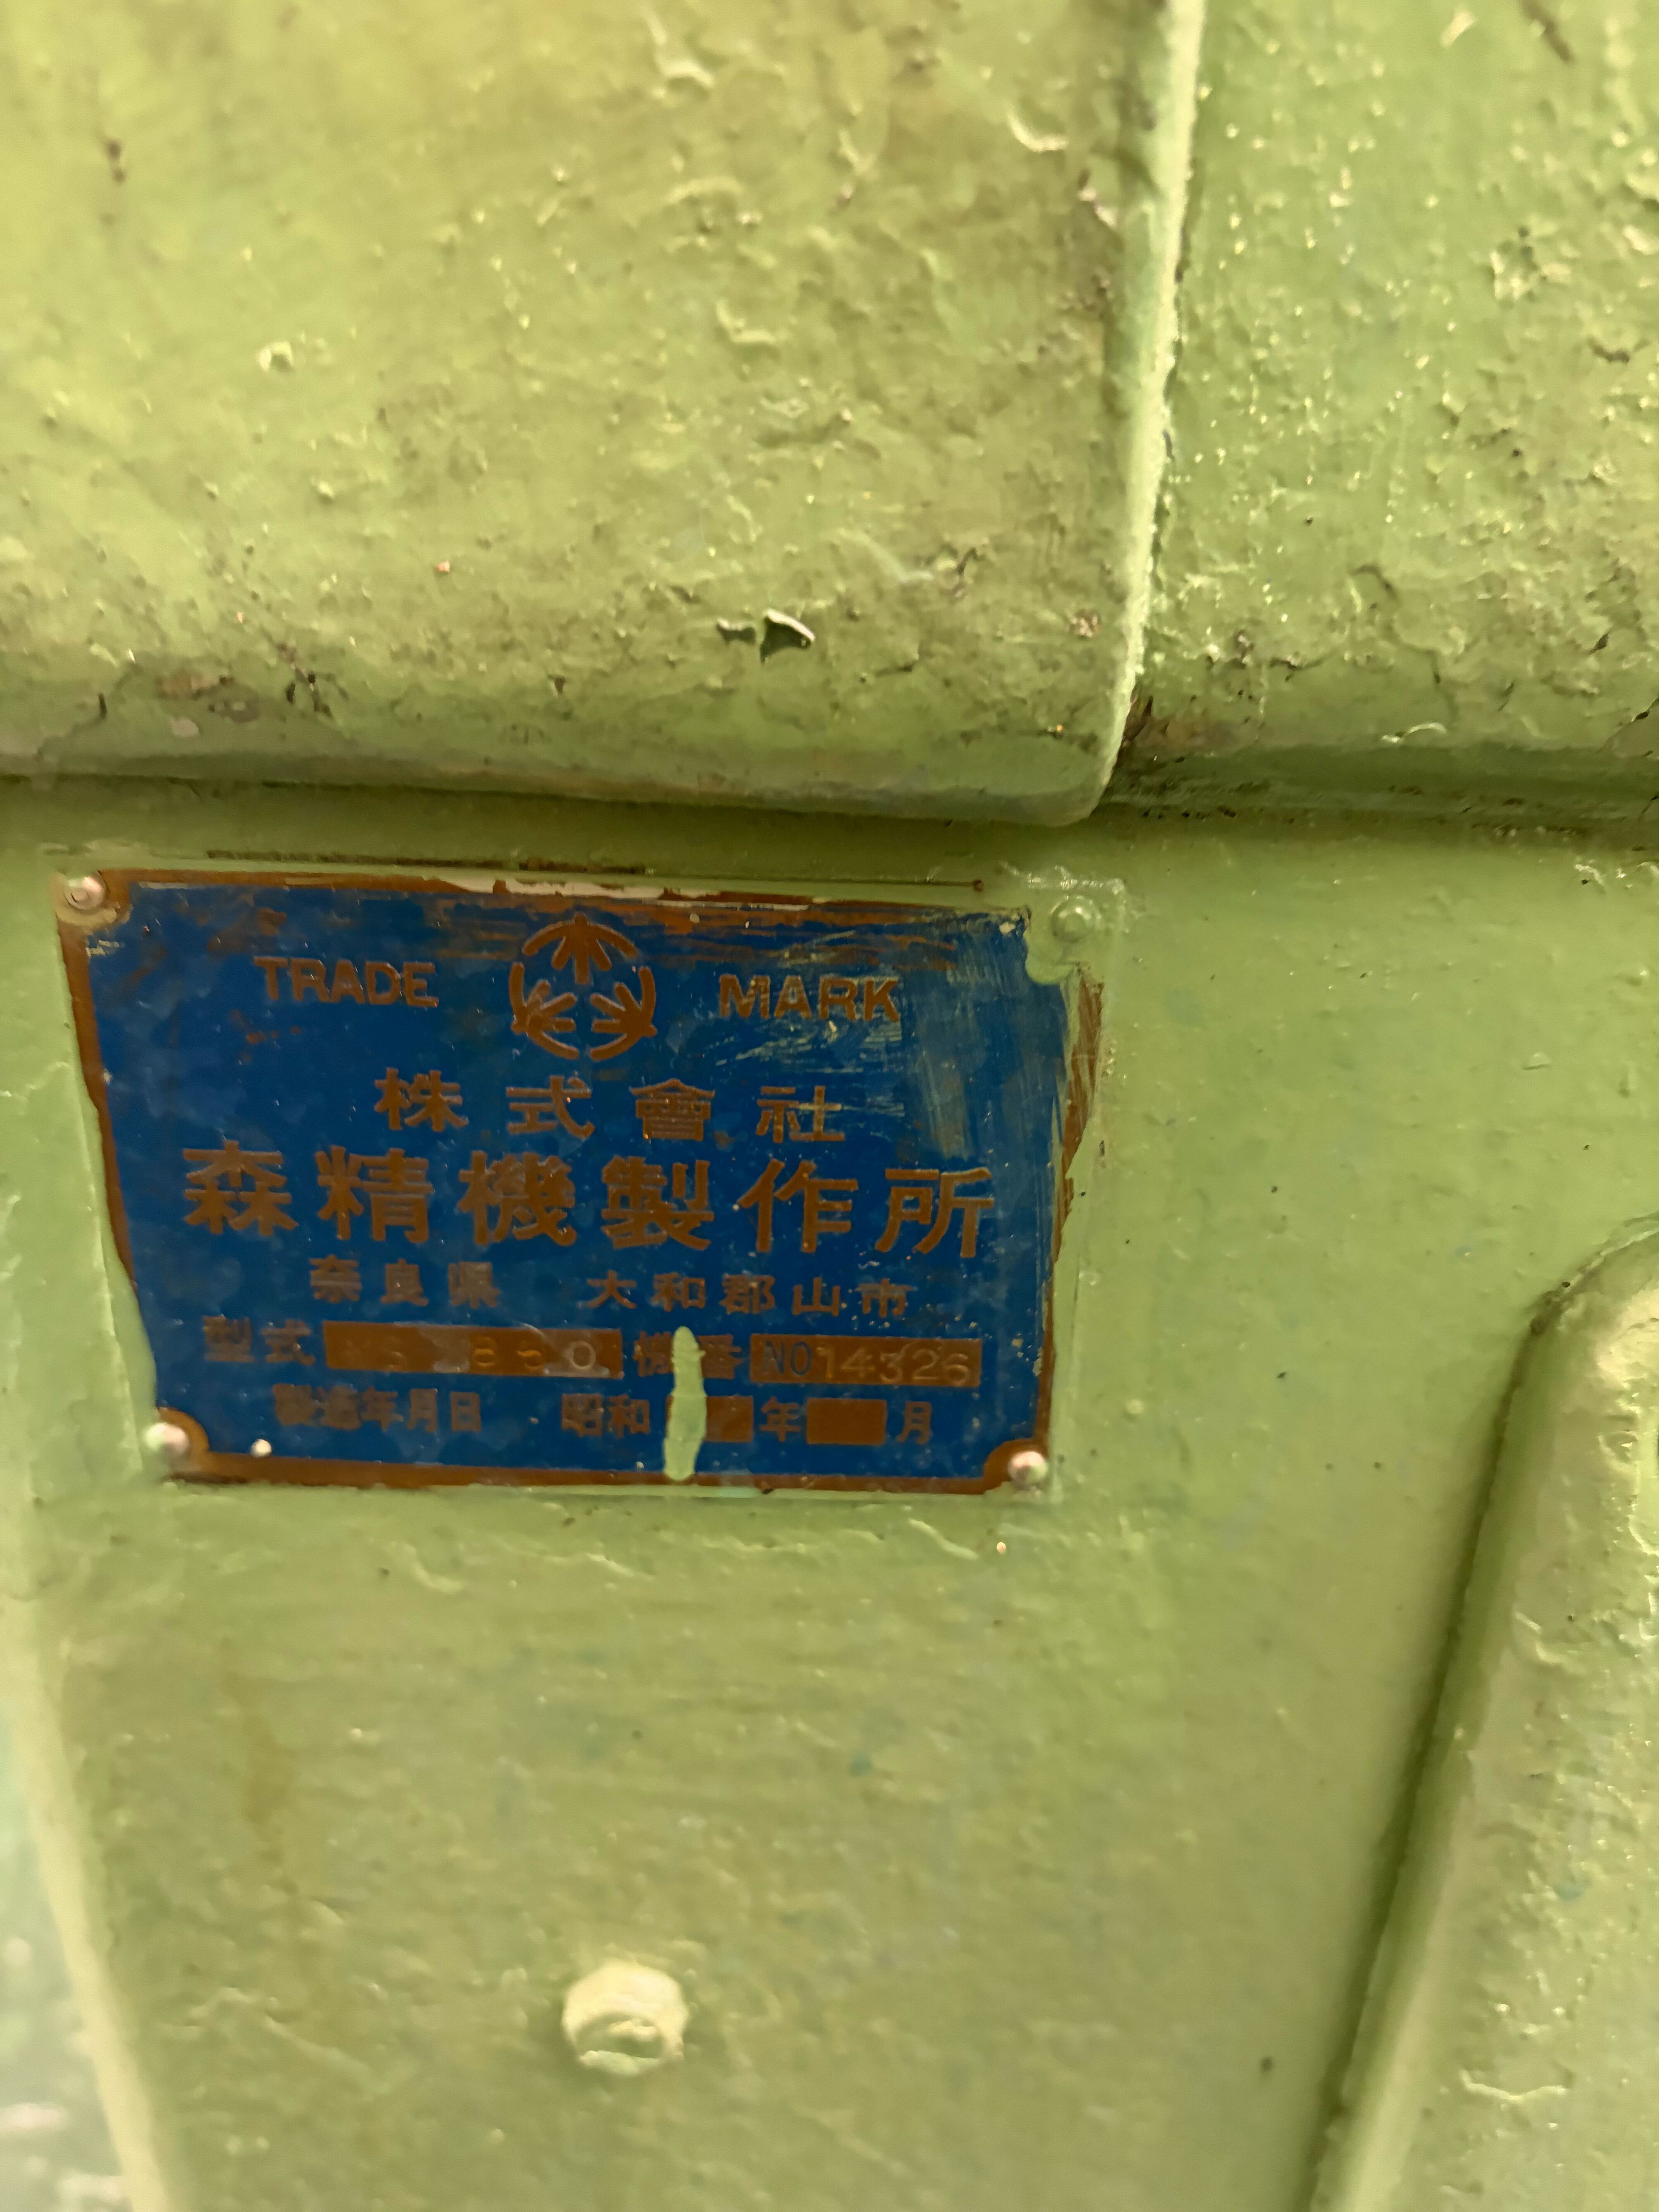 TRADE MARK
株式會社
森精機製作所
奈良県 大和郡山市
型式 850 機番 NO14326
製造年月日 昭和 年 月